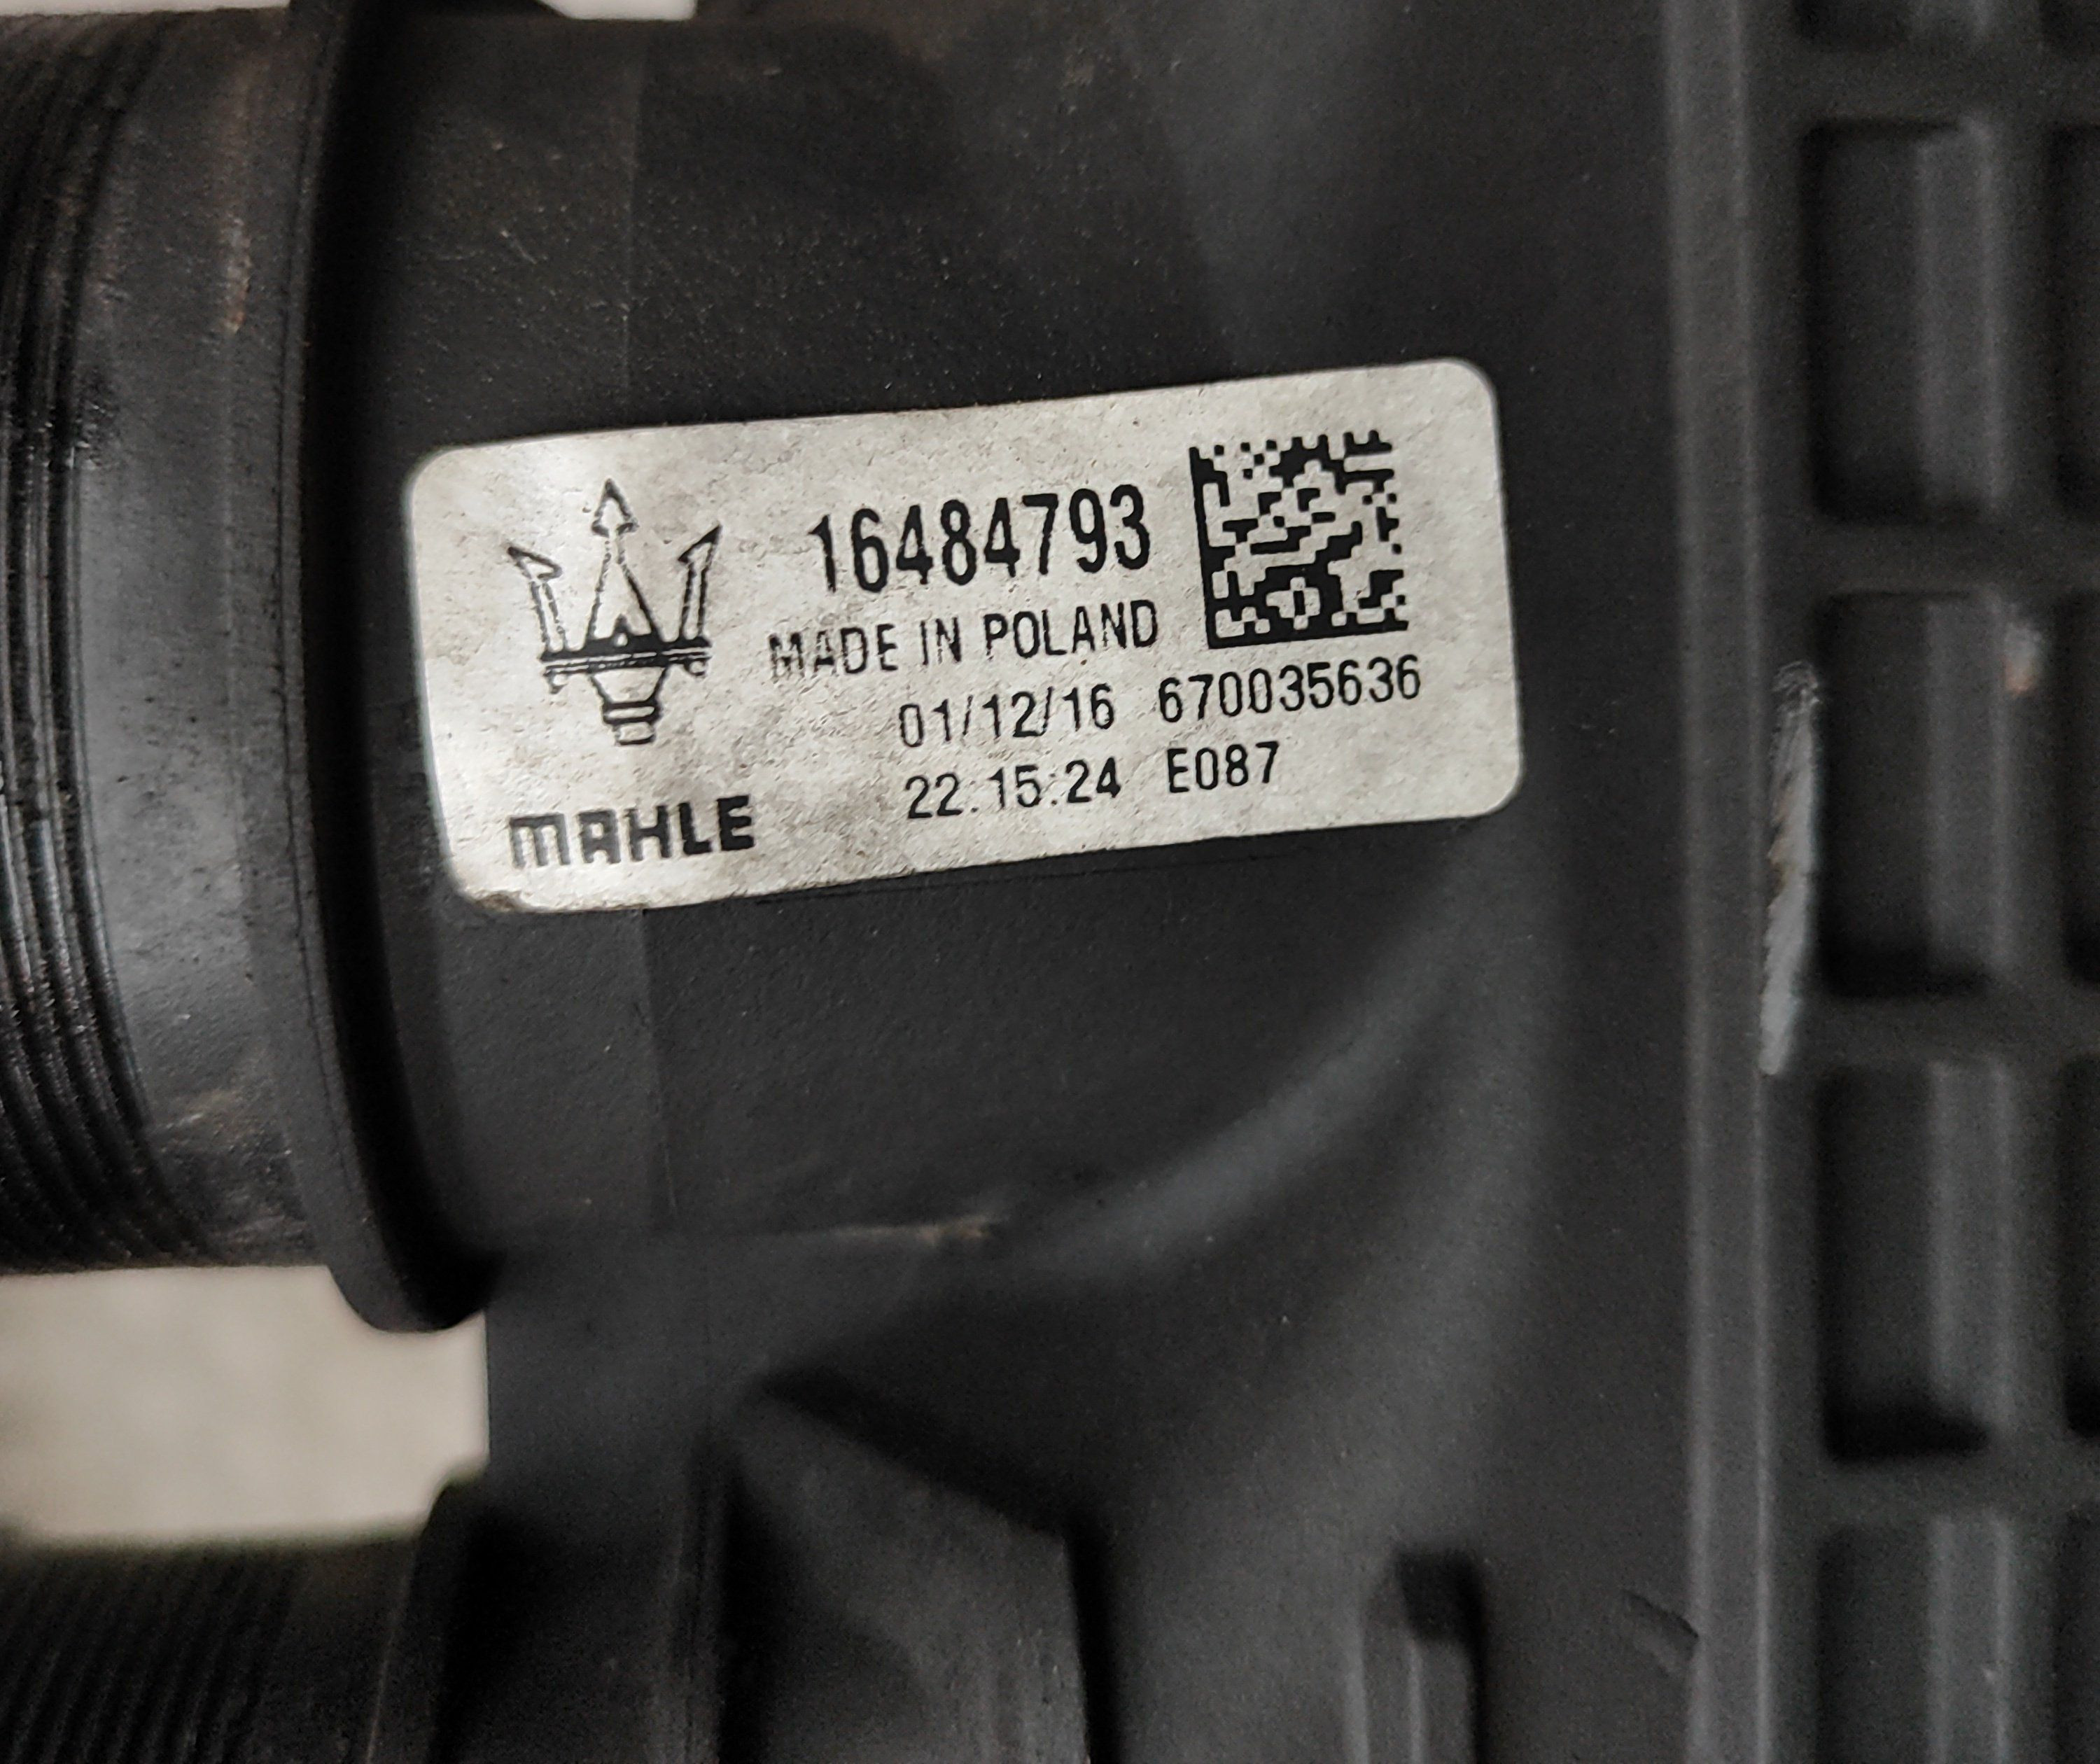 16484793
MADE IN POLAND
01/12/16 670035636
22:15:24 E087
MAHLE